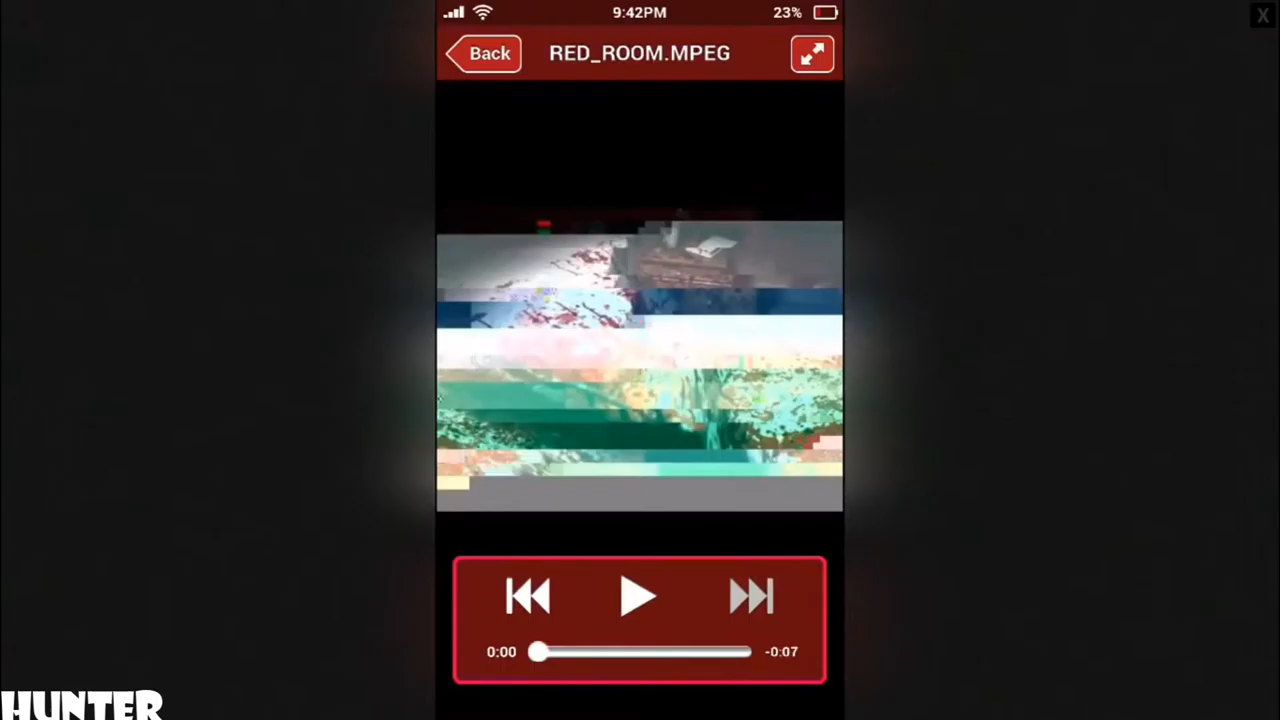 9:42PM
23%
X
Back
RED_ROOM.MPEG
0:00
-0:07
HUNTER